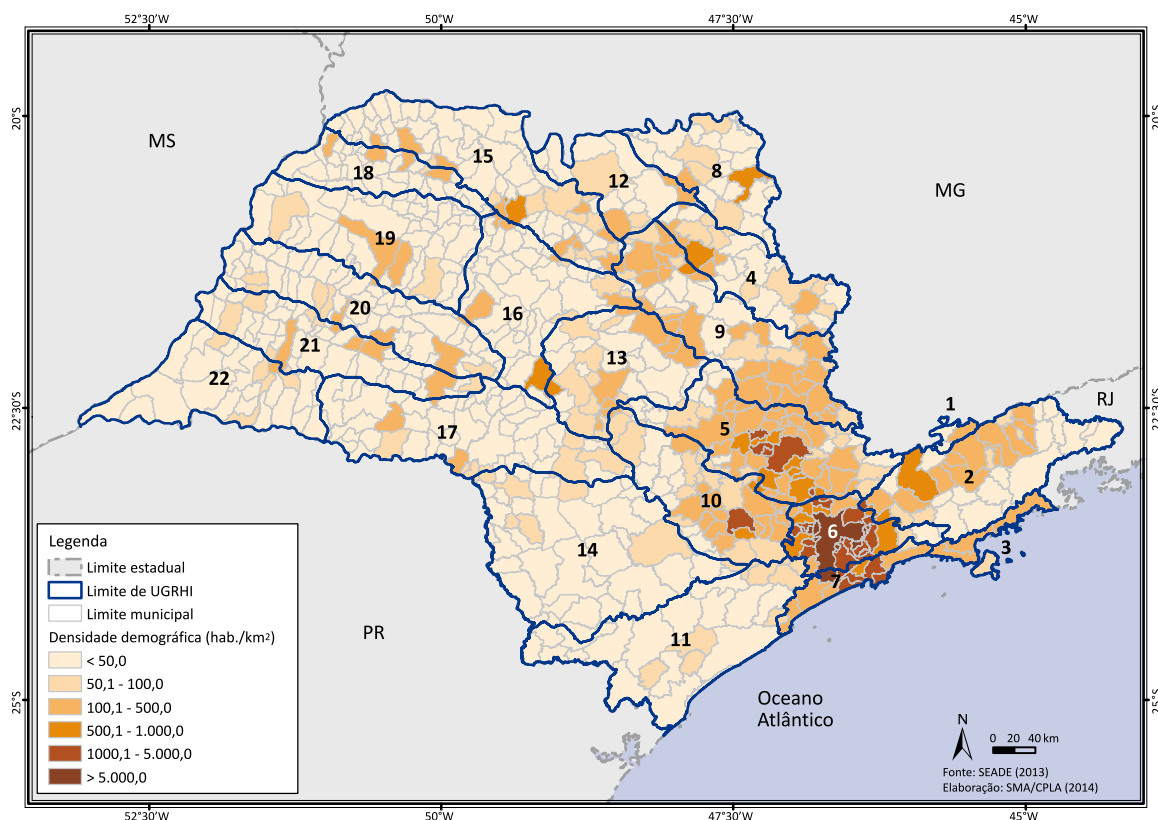 52°30'W
50°W
47°30'W
45°W
20°S
20°S
MS
MG
15
8
12
18
19
4
20
16
9
21
13
22
1
RJ
22°30'S
22°30'S
17
5
2
10
6
3
14
7
11
PR
Oceano
Atlântico
25°S
25°S
Legenda
Limite estadual
Limite de UGRHI
Limite municipal
Densidade demográfica (hab./km2)
< 50,0
50,1 - 100,0
100,1 - 500,0
500,1 - 1.000,0
1000,1 - 5.000,0
> 5.000,0
N
0 20 40 km
Fonte: SEADE (2013)
Elaboração: SMA/CPLA (2014)
52°30'W
50°W
47°30'W
45°W